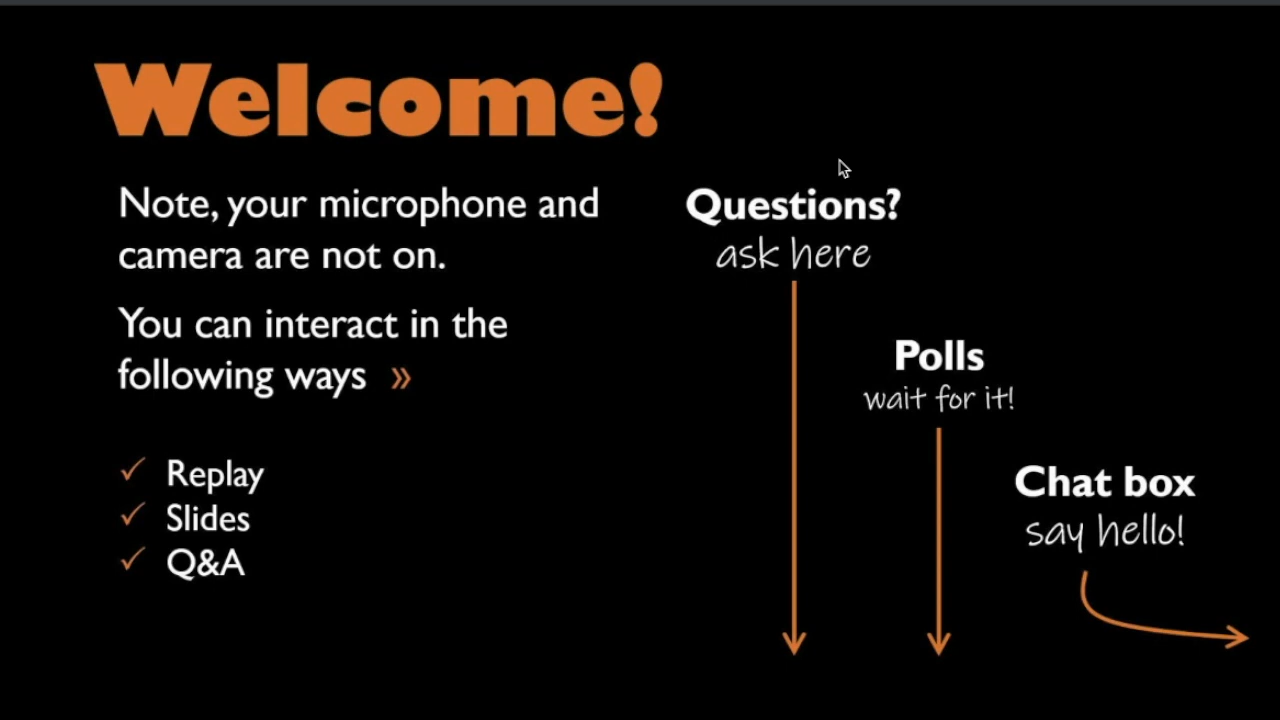 Welcome!
Note, your microphone and
camera are not on.
You can interact in the
following ways »
✓ Replay
✓ Slides
✓ Q&A
Questions?
ask here
Polls
wait for it!
Chat box
say hello!